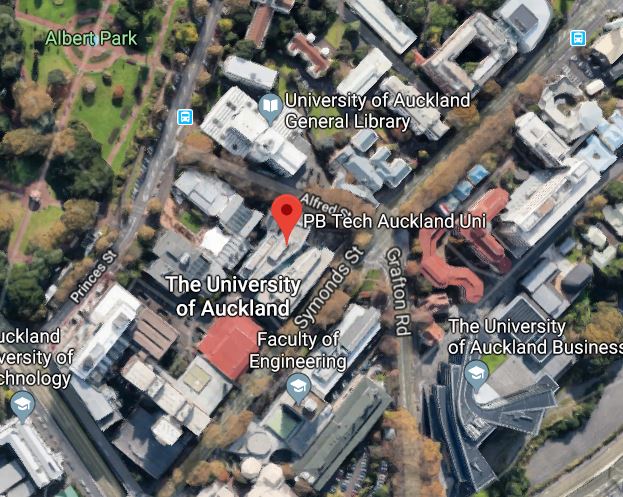 Albert Park
University of Auckland
General Library
Alfred St
PB Tech Auckland Uni
Princes St
Symonds St
Grafton Rd
The University
of Auckland
Faculty of
Engineering
The University
of Auckland Business
uckland
versity of
chnology